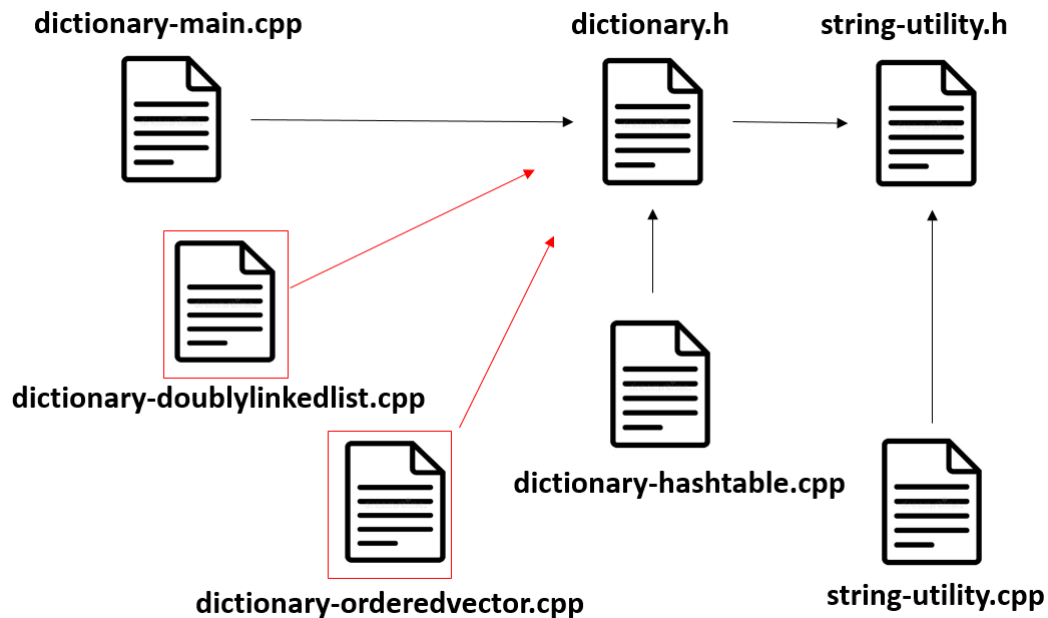 dictionary-main.cpp
dictionary.h
string-utility.h
dictionary-doublylinkedlist.cpp
dictionary-hashtable.cpp
dictionary-orderedvector.cpp
string-utility.cpp